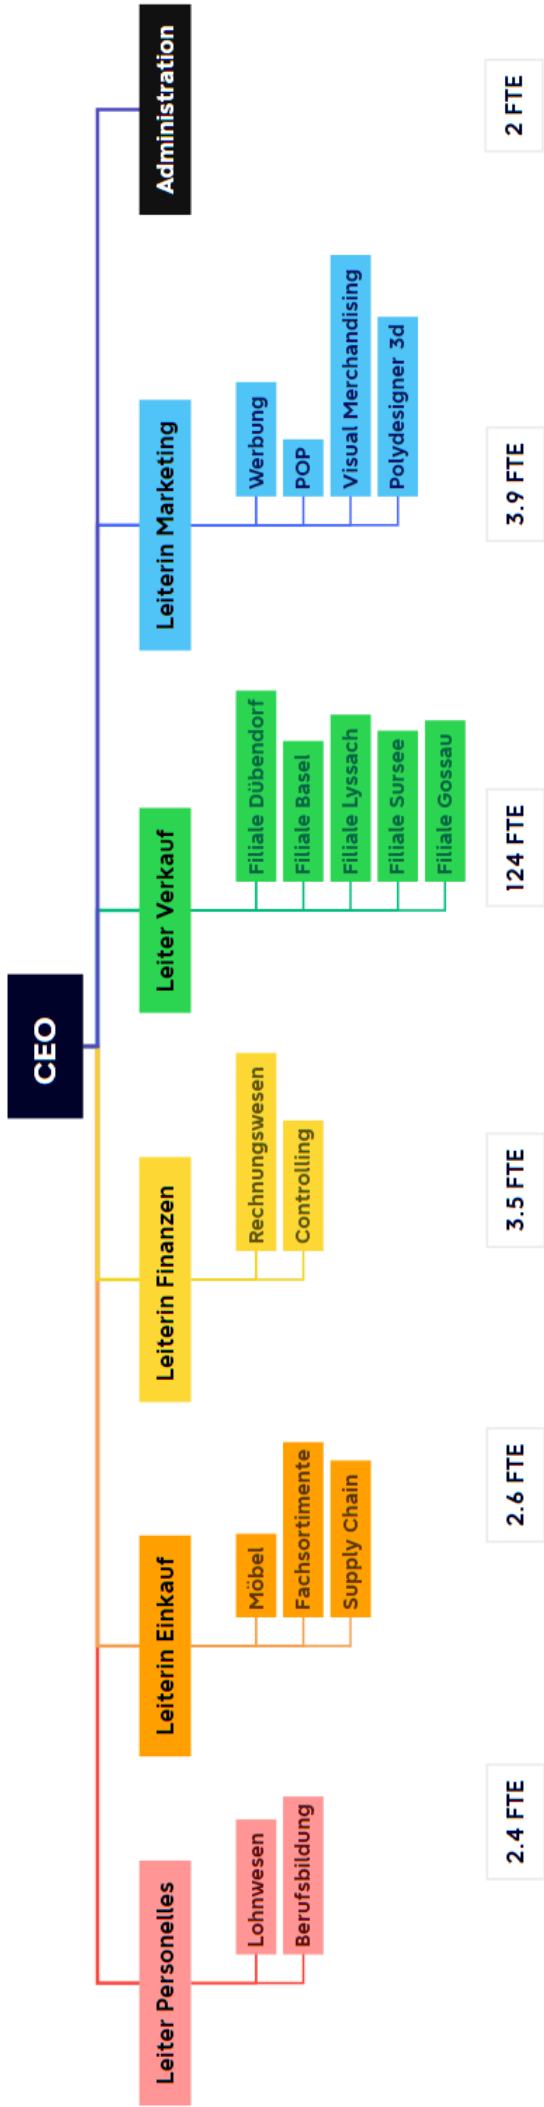 CEO
Leiter Personelles
Lohnwesen
Berufsbildung
2.4 FTE
Leiterin Einkauf
Möbel
Fachsortimente
Supply Chain
2.6 FTE
Leiterin Finanzen
Rechnungswesen
Controlling
3.5 FTE
Leiter Verkauf
Filiale Dübendorf
Filiale Basel
Filiale Lyssach
Filiale Sursee
Filiale Gossau
124 FTE
Leiterin Marketing
Werbung
POP
Visual Merchandising
Polydesigner 3d
3.9 FTE
Administration
2 FTE